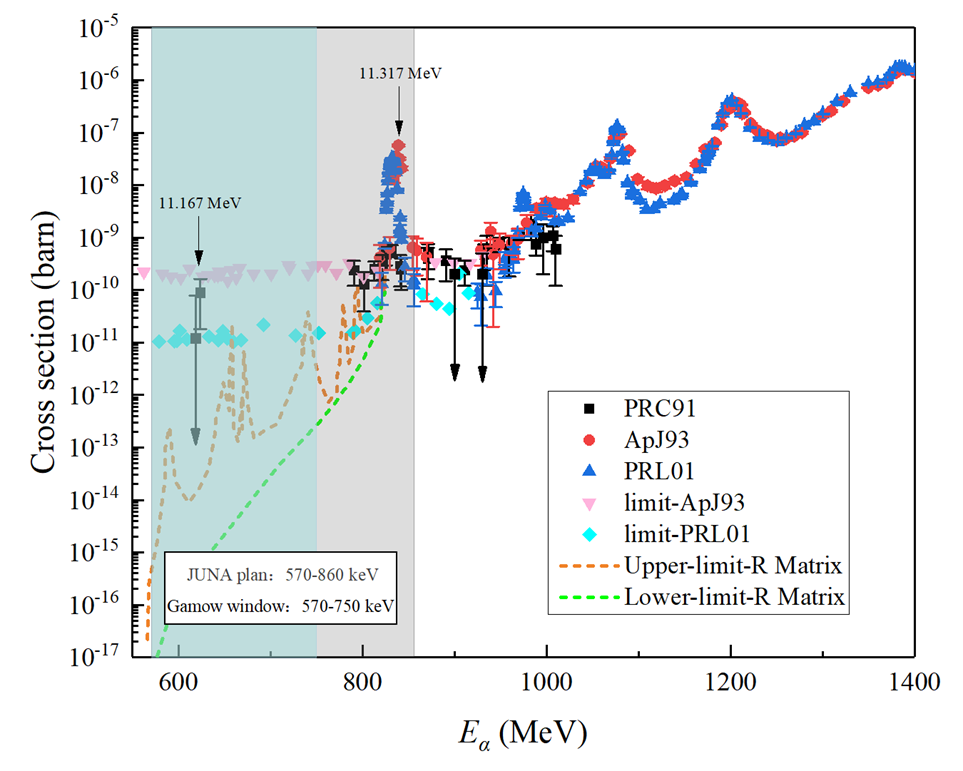 10⁻⁵
10⁻⁶
10⁻⁷
10⁻⁸
10⁻⁹
10⁻¹⁰
10⁻¹¹
10⁻¹²
10⁻¹³
10⁻¹⁴
10⁻¹⁵
10⁻¹⁶
10⁻¹⁷
Cross section (barn)
11.317 MeV
11.167 MeV
PRC91
ApJ93
PRL01
limit-ApJ93
limit-PRL01
Upper-limit-R Matrix
Lower-limit-R Matrix
JUNA plan：570-860 keV
Gamow window：570-750 keV
600 800 1000 1200 1400
Eα (MeV)